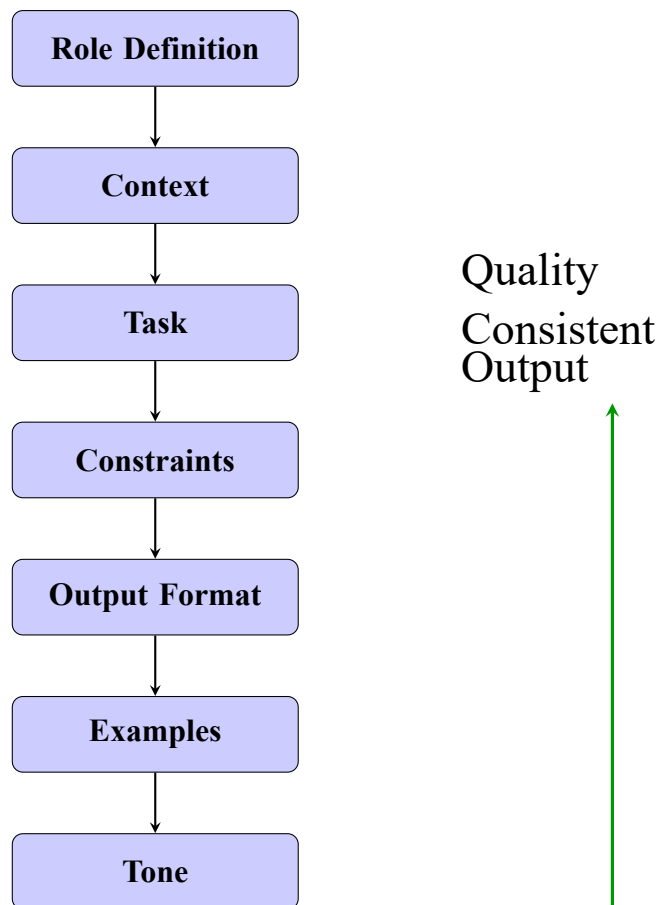 Role Definition
Context
Task
Constraints
Output Format
Examples
Tone
Quality
Consistent
Output